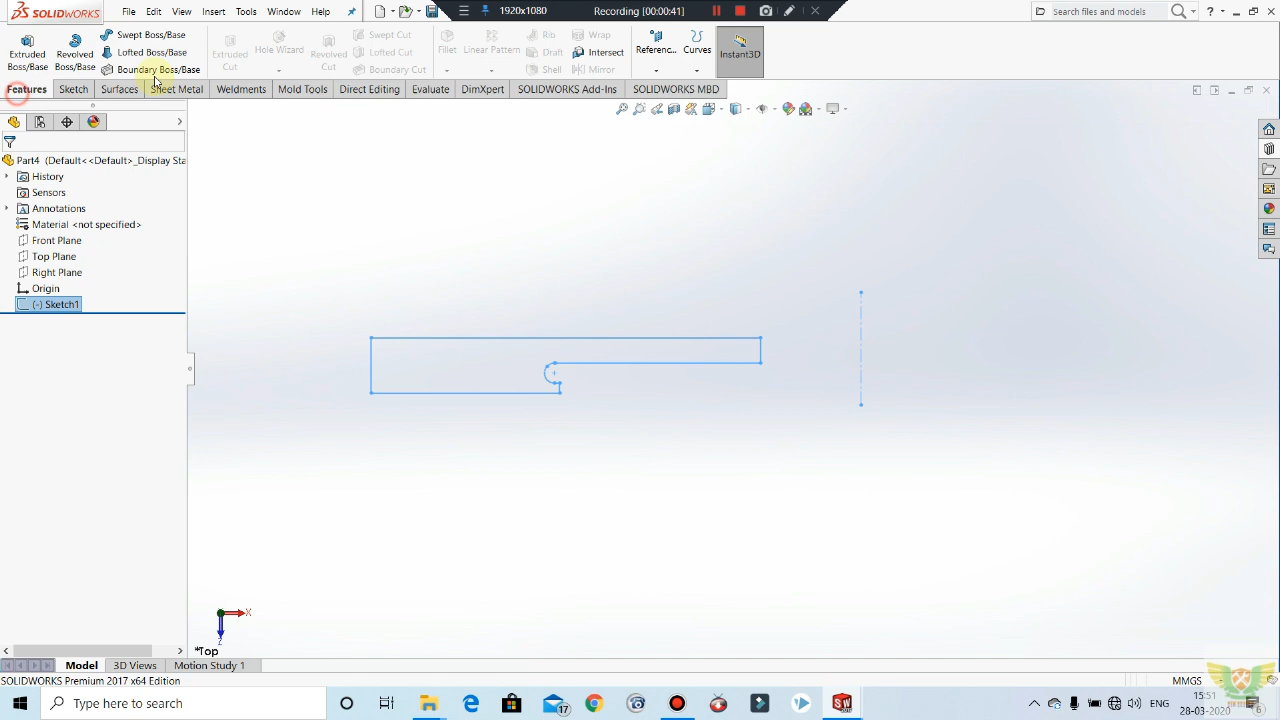 SOLIDWORKS
File Edit View Insert Tools Window Help
1920x1080 Recording [00:00:41]
Search files and models
Extruded Boss/Base
Revolved Boss/Base
Swept Boss/Base
Lofted Boss/Base
Boundary Boss/Base
Extruded Cut
Hole Wizard
Revolved Cut
Swept Cut
Lofted Cut
Boundary Cut
Fillet
Linear Pattern
Rib
Draft
Shell
Wrap
Intersect
Mirror
Referenc...
Curves
Instant3D
Features Sketch Surfaces Sheet Metal Weldments Mold Tools Direct Editing Evaluate DimXpert SOLIDWORKS Add-Ins SOLIDWORKS MBD
Part4 (Default<<Default>_Display Sta
History
Sensors
Annotations
Material <not specified>
Front Plane
Top Plane
Right Plane
Origin
(-) Sketch1
X
Z
*Top
Model 3D Views Motion Study 1
SOLIDWORKS Premium 2017 x64 Edition
MMGS
Type here to search
17
SW
ENG
15:51
28-03-2020
6